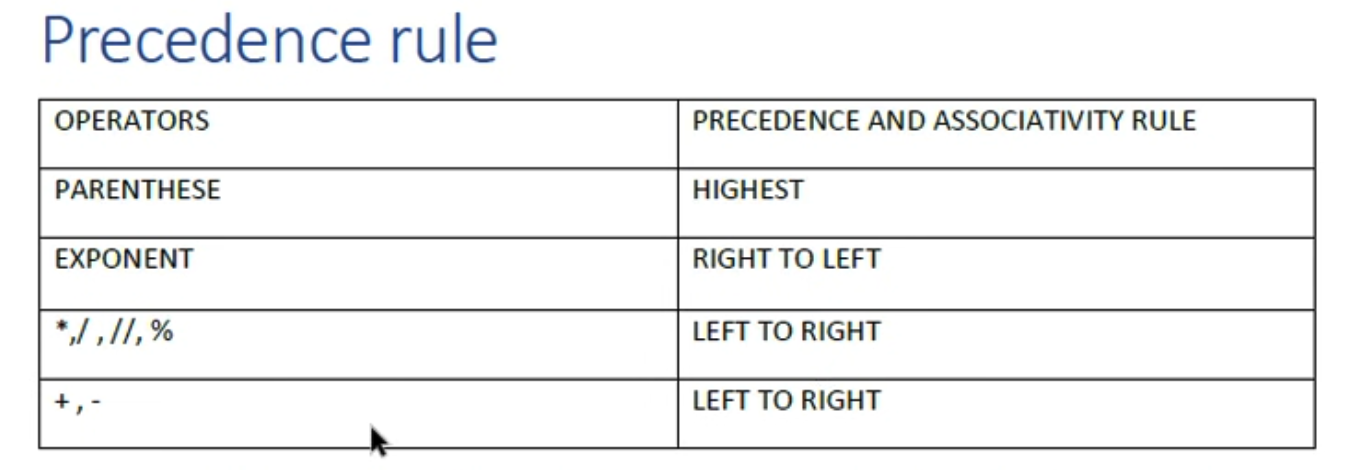 Precedence rule
OPERATORS
PRECEDENCE AND ASSOCIATIVITY RULE
PARENTHESE
HIGHEST
EXPONENT
RIGHT TO LEFT
*,/ , //, %
LEFT TO RIGHT
+ , -
LEFT TO RIGHT